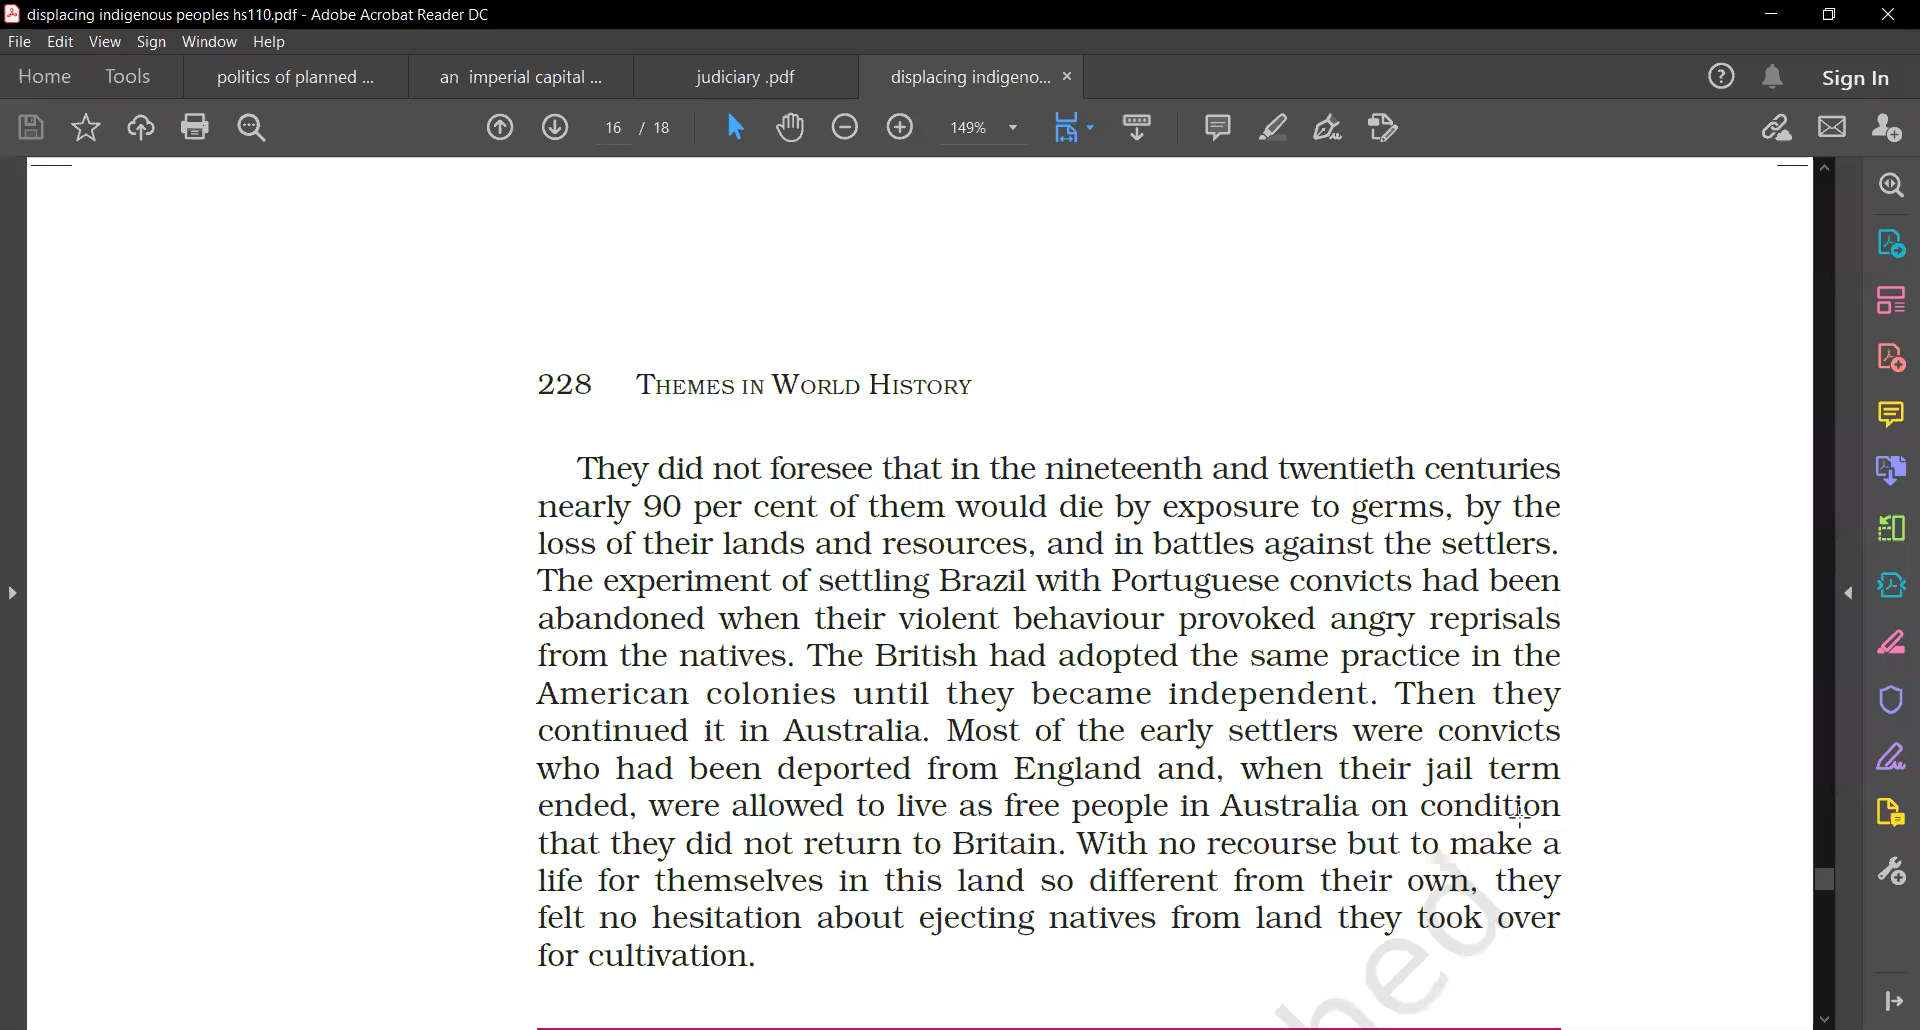 displacing indigenous peoples hs110.pdf - Adobe Acrobat Reader DC
File Edit View Sign Window Help
Home Tools politics of planned ... an imperial capital ... judiciary .pdf displacing indigeno... × Sign In
16 / 18 149%
228 THEMES IN WORLD HISTORY
They did not foresee that in the nineteenth and twentieth centuries
nearly 90 per cent of them would die by exposure to germs, by the
loss of their lands and resources, and in battles against the settlers.
The experiment of settling Brazil with Portuguese convicts had been
abandoned when their violent behaviour provoked angry reprisals
from the natives. The British had adopted the same practice in the
American colonies until they became independent. Then they
continued it in Australia. Most of the early settlers were convicts
who had been deported from England and, when their jail term
ended, were allowed to live as free people in Australia on condition
that they did not return to Britain. With no recourse but to make a
life for themselves in this land so different from their own, they
felt no hesitation about ejecting natives from land they took over
for cultivation.